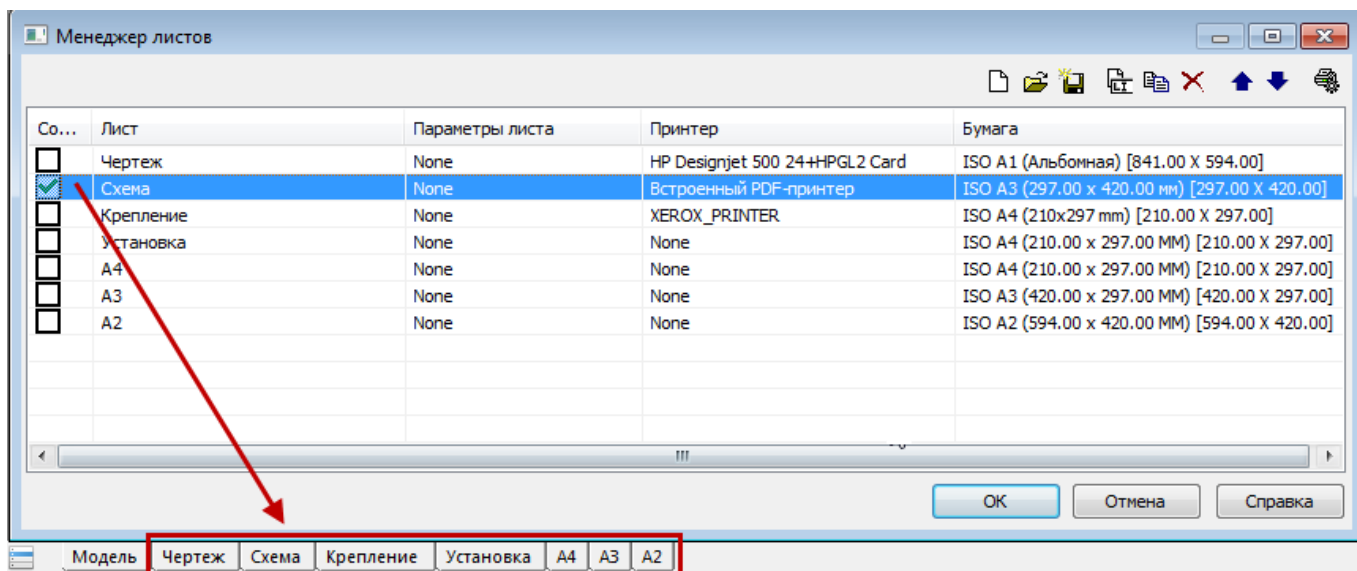 Менеджер листов
Со... Лист Параметры листа Принтер Бумага
Чертеж None HP Designjet 500 24+HPGL2 Card ISO A1 (Альбомная) [841.00 X 594.00]
Схема None Встроенный PDF-принтер ISO A3 (297.00 x 420.00 мм) [297.00 X 420.00]
Крепление None XEROX_PRINTER ISO A4 (210x297 mm) [210.00 X 297.00]
Установка None None ISO A4 (210.00 x 297.00 MM) [210.00 X 297.00]
A4 None None ISO A4 (210.00 x 297.00 MM) [210.00 X 297.00]
A3 None None ISO A3 (420.00 x 297.00 MM) [420.00 X 297.00]
A2 None None ISO A2 (594.00 x 420.00 MM) [594.00 X 420.00]
ОК Отмена Справка
Модель Чертеж Схема Крепление Установка A4 A3 A2